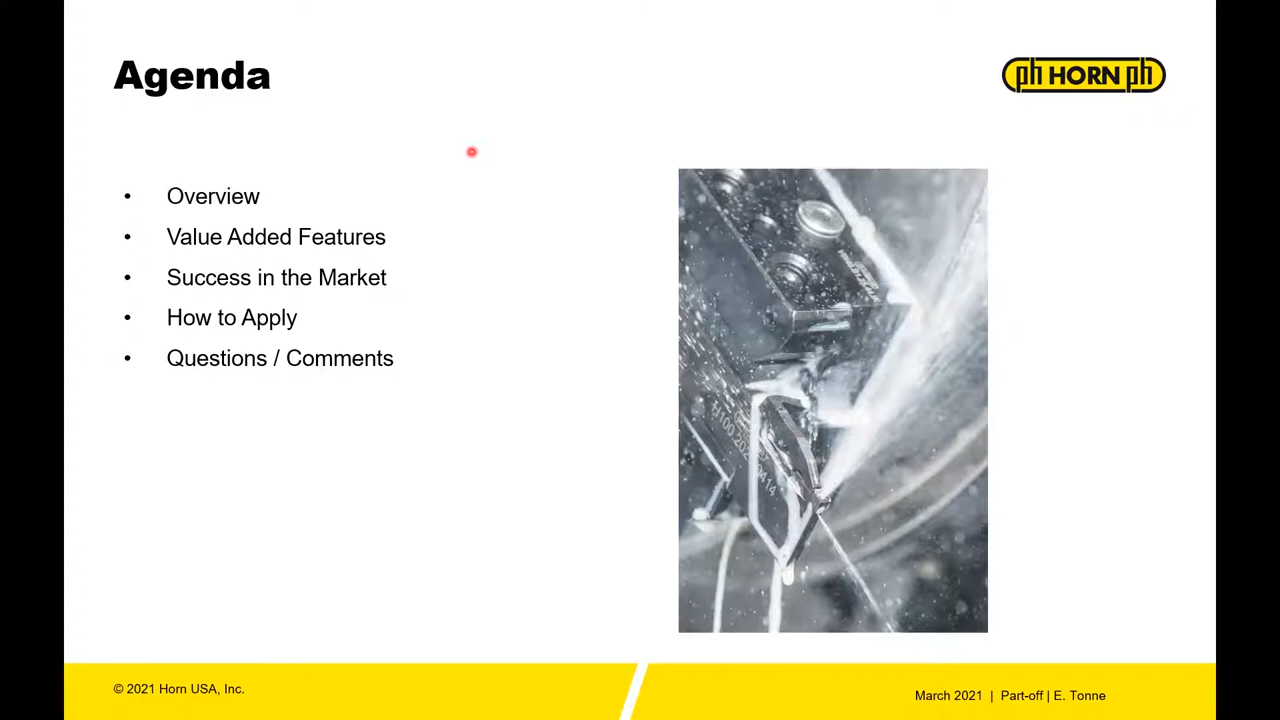 Agenda
ph HORN ph
• Overview
• Value Added Features
• Success in the Market
• How to Apply
• Questions / Comments
© 2021 Horn USA, Inc.
March 2021 | Part-off | E. Tonne